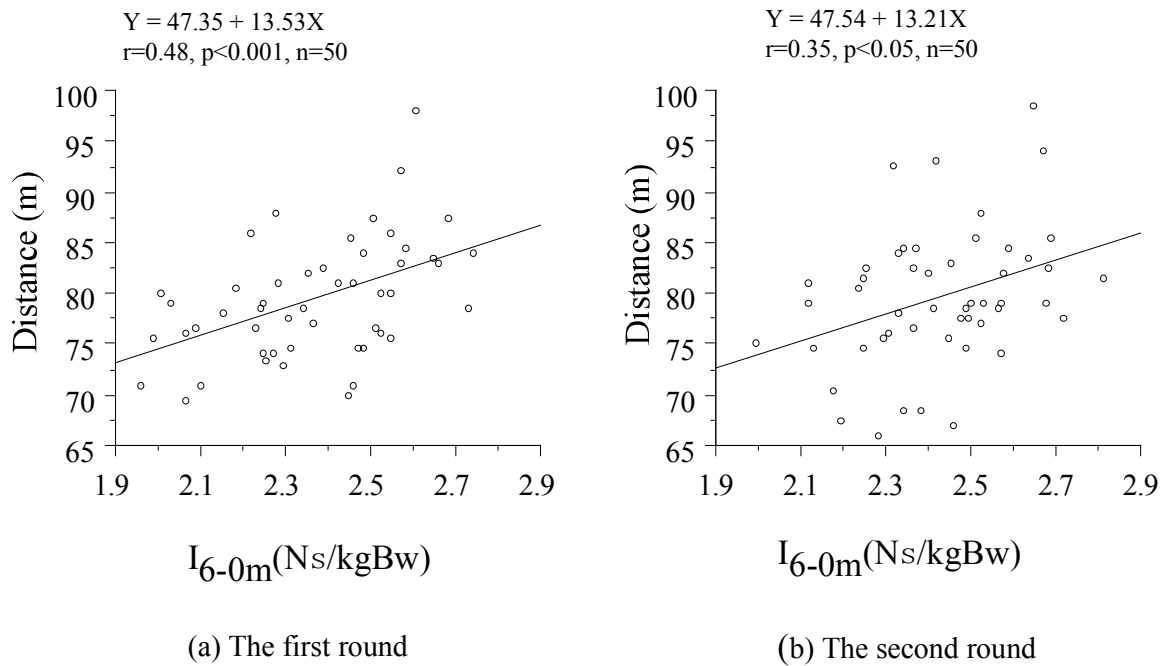 Y = 47.35 + 13.53X
r=0.48, p<0.001, n=50
100
95
90
85
80
75
70
65
Distance (m)
1.9 2.1 2.3 2.5 2.7 2.9
I6-0m(Ns/kgBw)
(a) The first round
Y = 47.54 + 13.21X
r=0.35, p<0.05, n=50
100
95
90
85
80
75
70
65
Distance (m)
1.9 2.1 2.3 2.5 2.7 2.9
I6-0m(Ns/kgBw)
(b) The second round